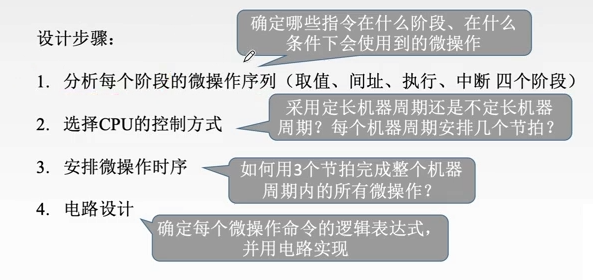 确定哪些指令在什么阶段、在什么
条件下会使用到的微操作
设计步骤:
1. 分析每个阶段的微操作序列（取值、间址、执行、中断 四个阶段）
采用定长机器周期还是不定长机器
周期？每个机器周期安排几个节拍？
2. 选择CPU的控制方式
3. 安排微操作时序
如何用3个节拍完成整个机器
周期内的所有微操作？
4. 电路设计
确定每个微操作命令的逻辑表达式，
并用电路实现